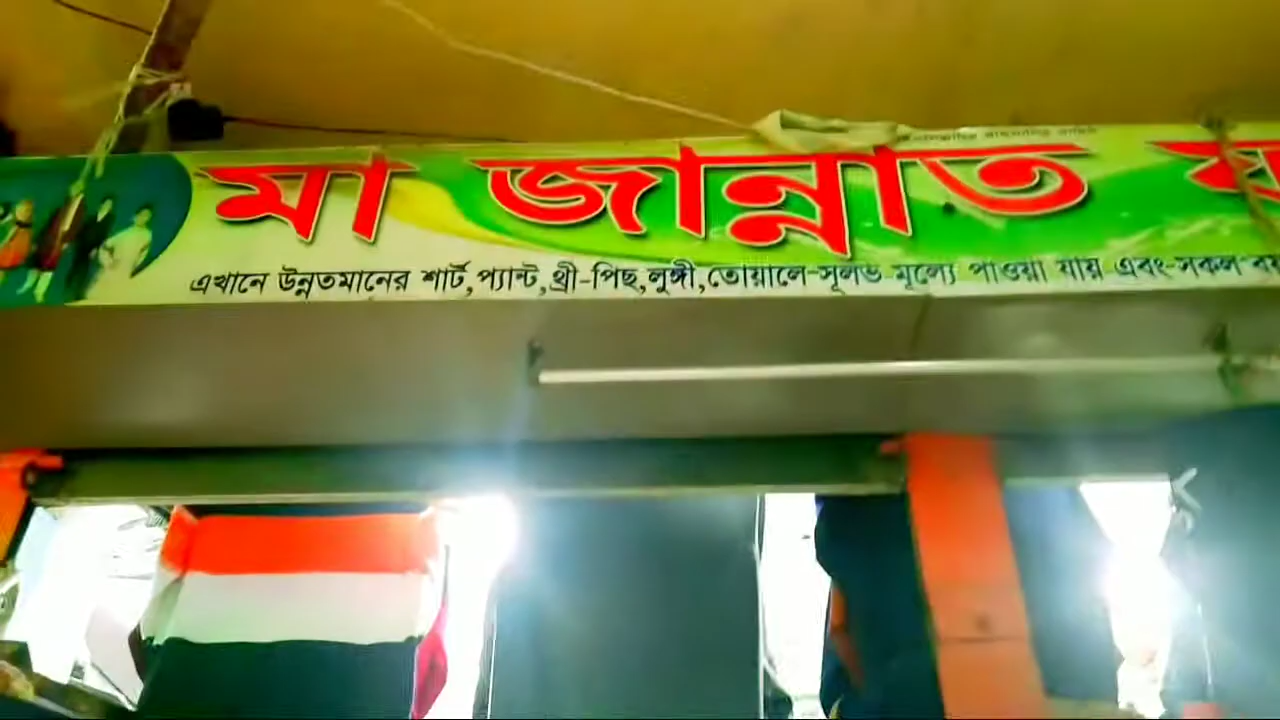 মা জান্নাত
এখানে উন্নতমানের শার্ট,প্যান্ট,থ্রী-পিছ,লুঙ্গী,তোয়ালে-সূলভ মূল্যে পাওয়া যায় এবং-সকল